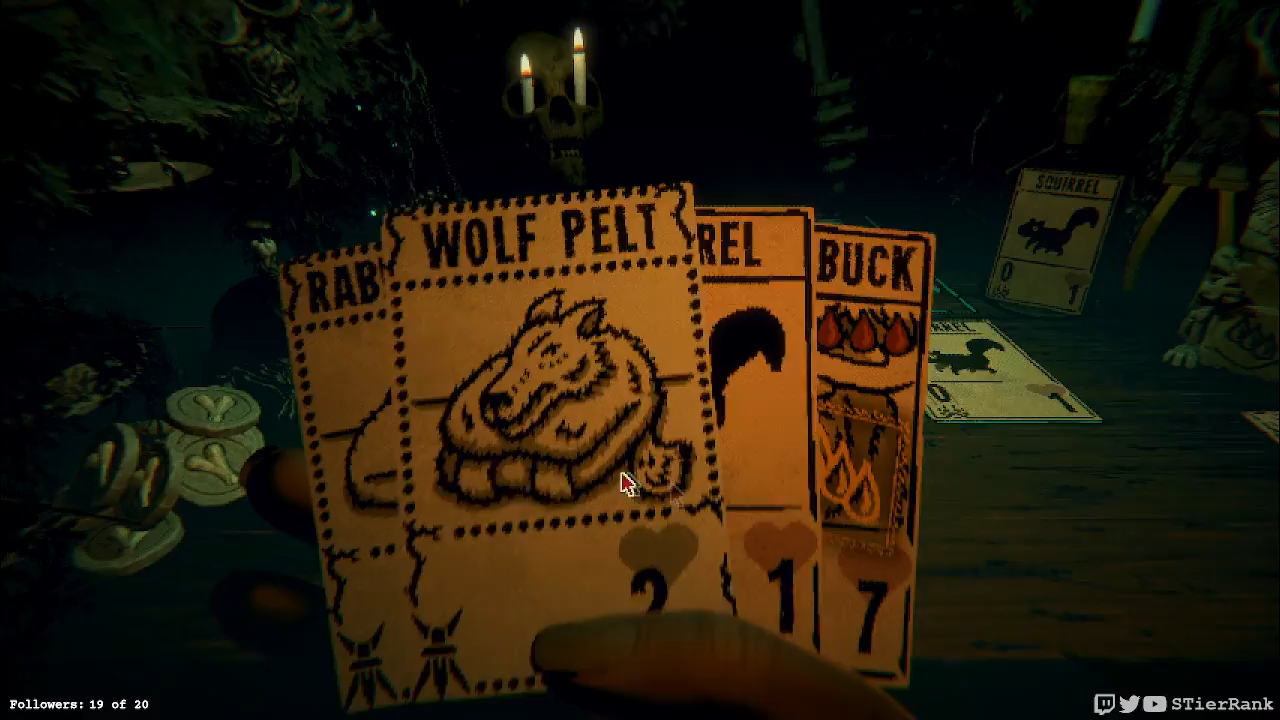 RAB
WOLF PELT
REL
BUCK
2
1
7
SQUIRREL
0
1
0
1
Followers: 19 of 20
STierRank